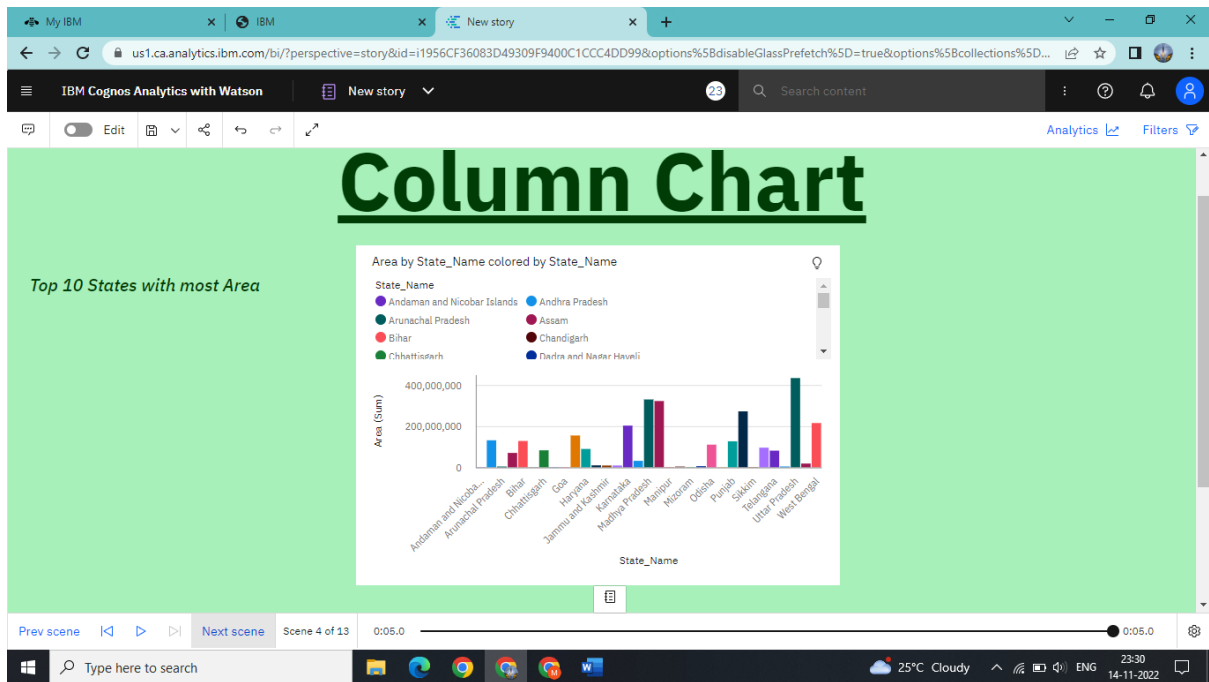 My IBM
IBM
New story
us1.ca.analytics.ibm.com/bi/?perspective=story&id=i1956CF36083D49309F9400C1CCC4DD99&options%5BdisableGlassPrefetch%5D=true&options%5Bcollections%5D...
IBM Cognos Analytics with Watson
New story
23
Search content
Edit
Analytics
Filters
Column Chart
Top 10 States with most Area
Area by State_Name colored by State_Name
State_Name
Andaman and Nicobar Islands Andhra Pradesh
Arunachal Pradesh Assam
Bihar Chandigarh
Chhattisgarh Dadra and Nagar Haveli
Area (Sum)
400,000,000
200,000,000
0
Andaman and Nicoba...
Arunachal Pradesh
Bihar
Chhattisgarh
Goa
Haryana
Jammu and Kashmir
Karnataka
Madhya Pradesh
Manipur
Mizoram
Odisha
Punjab
Sikkim
Telangana
Uttar Pradesh
West Bengal
State_Name
Prev scene Next scene Scene 4 of 13 0:05.0 0:05.0
Type here to search
25°C Cloudy
ENG
23:30
14-11-2022